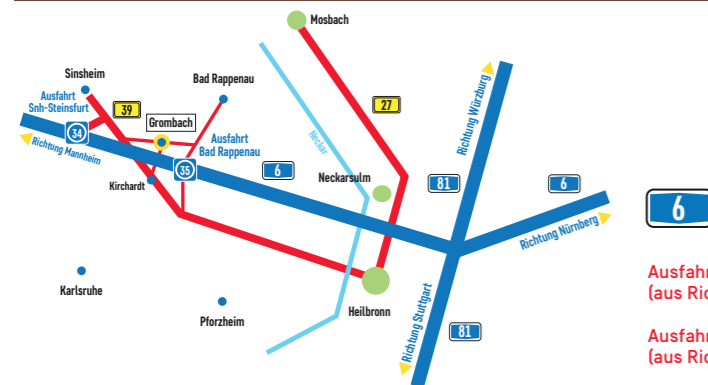 Mosbach
Sinsheim
Bad Rappenau
Ausfahrt
Snh-Steinsfurt
39
27
Grombach
Richtung Würzburg
34
Neckar
Ausfahrt
Bad Rappenau
Richtung Mannheim
35
6
Neckarsulm
81
6
Kirchardt
6
Richtung Nürnberg
Karlsruhe
Ausfahr
(aus Ric
Pforzheim
Heilbronn
Richtung Stuttgart
81
Ausfahr
(aus Ric